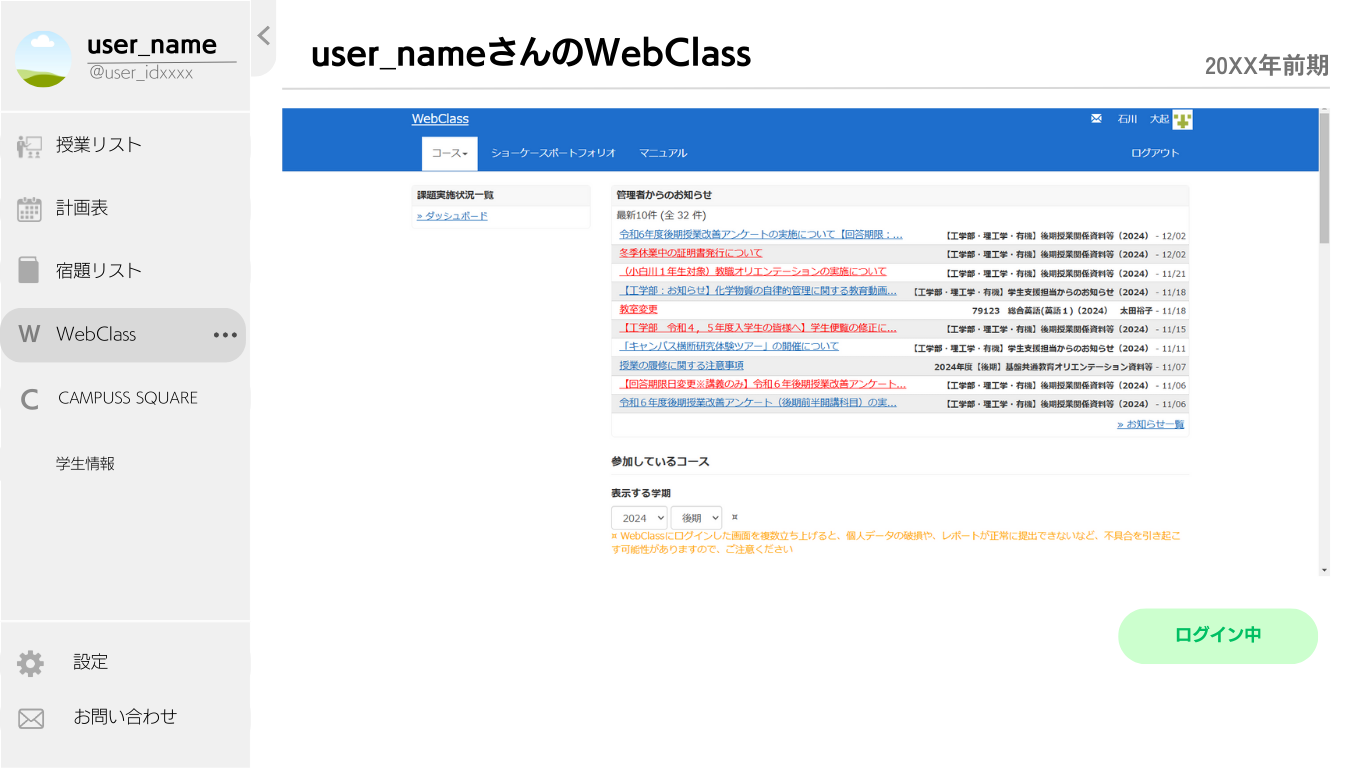 user_name
@user_idxxxx
授業リスト
計画表
宿題リスト
W WebClass •••
C CAMPUSS SQUARE
学生情報
設定
お問い合わせ
user_nameさんのWebClass
20XX年前期
WebClass
石川 大起
コース
ショーケースポートフォリオ
マニュアル
ログアウト
課題実施状況一覧
» ダッシュボード
管理者からのお知らせ
最新10件 (全 32 件)
令和6年度後期授業改善アンケートの実施について【回答期限：... 【工学部・理工学・有機】後期授業関係資料等（2024） - 12/02
冬季休業中の証明書発行について 【工学部・理工学・有機】後期授業関係資料等（2024） - 12/02
（小白川１年生対象）教職オリエンテーションの実施について 【工学部・理工学・有機】後期授業関係資料等（2024） - 11/21
【工学部：お知らせ】化学物質の自律的管理に関する教育動画... 【工学部・理工学・有機】学生支援担当からのお知らせ（2024） - 11/18
教室変更 79123 総合英語(英語１)（2024） 太田裕子 - 11/18
【工学部 令和４，５年度入学生の皆様へ】学生便覧の修正に... 【工学部・理工学・有機】後期授業関係資料等（2024） - 11/15
「キャンパス横断研究体験ツアー」の開催について 【工学部・理工学・有機】学生支援担当からのお知らせ（2024） - 11/11
授業の履修に関する注意事項 2024年度【後期】基盤共通教育オリエンテーション資料等 - 11/07
【回答期限日変更※講義のみ】令和６年後期授業改善アンケート... 【工学部・理工学・有機】後期授業関係資料等（2024） - 11/06
令和６年度後期授業改善アンケート（後期前半開講科目）の実... 【工学部・理工学・有機】後期授業関係資料等（2024） - 11/06
» お知らせ一覧
参加しているコース
表示する学期
2024 後期 ¤
¤ WebClassにログインした画面を複数立ち上げると、個人データの破損や、レポートが正常に提出できないなど、不具合を引き起こ
す可能性がありますので、ご注意ください
ログイン中